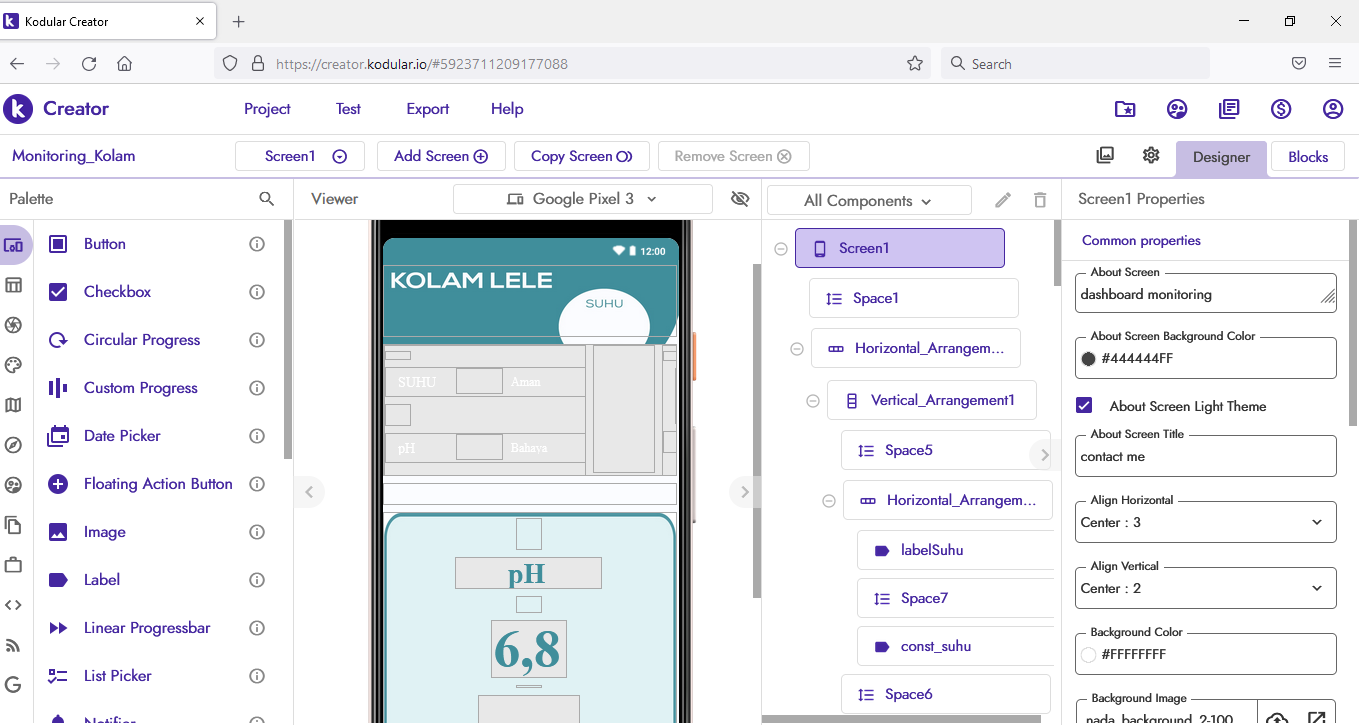 Kodular Creator
https://creator.kodular.io/#5923711209177088
Search
Creator
Project
Test
Export
Help
Monitoring_Kolam
Screen1
Add Screen
Copy Screen
Remove Screen
Designer
Blocks
Palette
Viewer
Google Pixel 3
All Components
Screen1 Properties
Button
Checkbox
Circular Progress
Custom Progress
Date Picker
Floating Action Button
Image
Label
Linear Progressbar
List Picker
Notifier
12:00
KOLAM LELE
SUHU
SUHU
Aman
pH
Bahaya
pH
6,8
Screen1
Space1
Horizontal_Arrangem...
Vertical_Arrangement1
Space5
Horizontal_Arrangem...
labelSuhu
Space7
const_suhu
Space6
Common properties
About Screen
dashboard monitoring
About Screen Background Color
#444444FF
About Screen Light Theme
About Screen Title
contact me
Align Horizontal
Center : 3
Align Vertical
Center : 2
Background Color
#FFFFFFFF
Background Image
nada_background_2-100